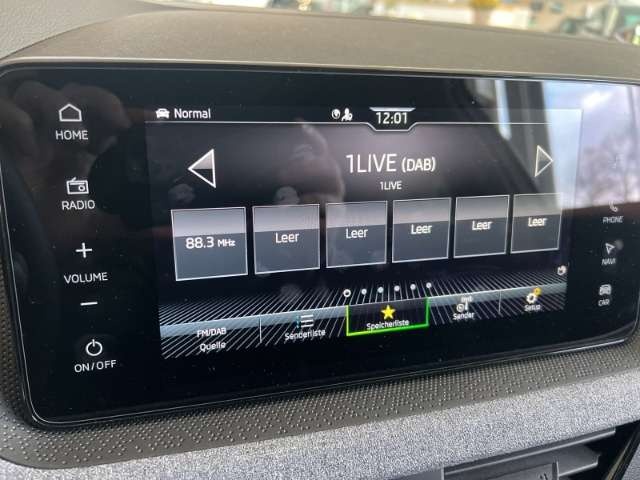 HOME
RADIO
+
VOLUME
−
ON/OFF
Normal
12:01
1LIVE (DAB)
1LIVE
88.3 MHz
Leer
Leer
Leer
Leer
Leer
FM/DAB
Quelle
Senderliste
Speicherliste
Sender
Setup
PHONE
NAVI
CAR